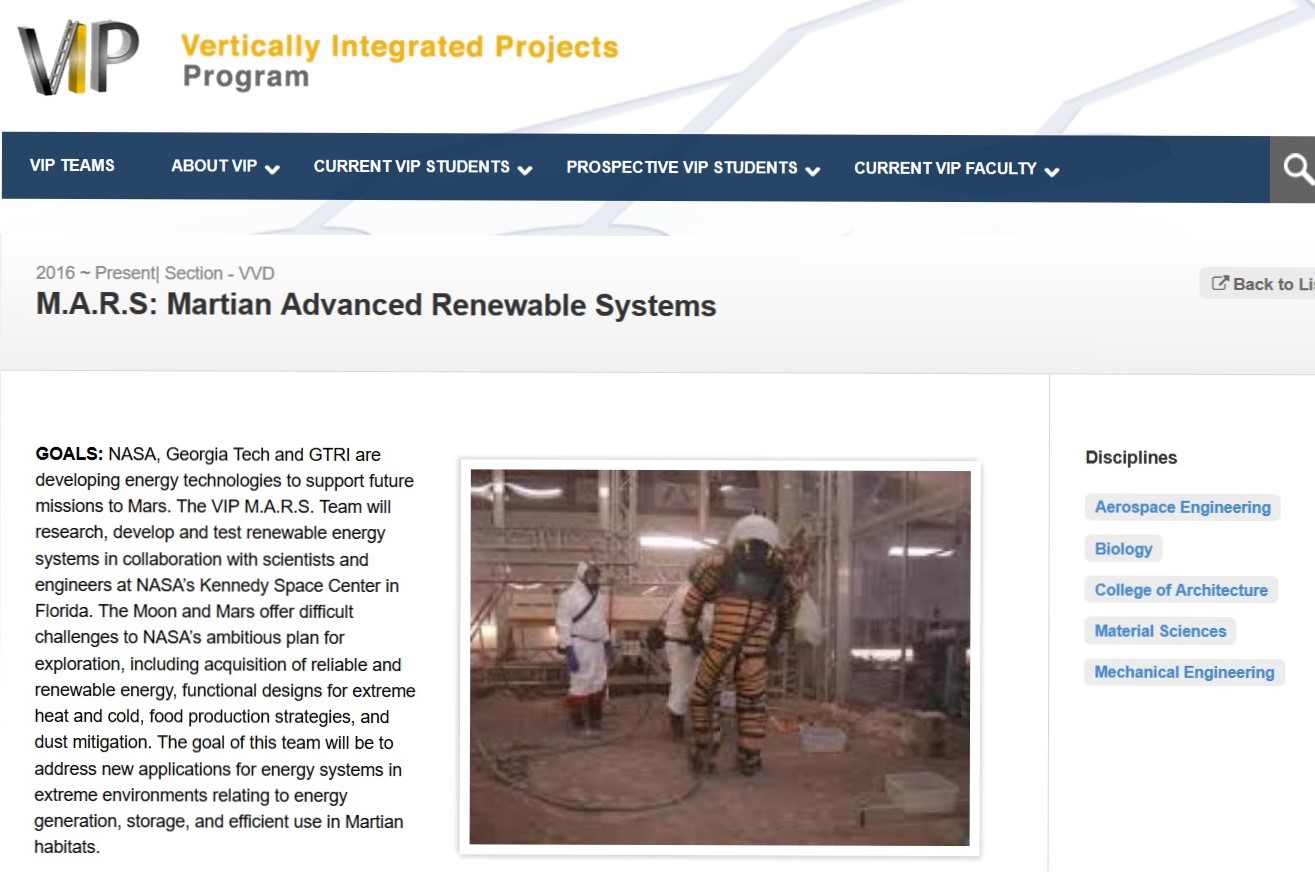 VIP
Vertically Integrated Projects
Program
VIP TEAMS
ABOUT VIP
CURRENT VIP STUDENTS
PROSPECTIVE VIP STUDENTS
CURRENT VIP FACULTY
2016 ~ Present| Section - VVD
M.A.R.S: Martian Advanced Renewable Systems
Back to Li
GOALS: NASA, Georgia Tech and GTRI are
developing energy technologies to support future
missions to Mars. The VIP M.A.R.S. Team will
research, develop and test renewable energy
systems in collaboration with scientists and
engineers at NASA's Kennedy Space Center in
Florida. The Moon and Mars offer difficult
challenges to NASA's ambitious plan for
exploration, including acquisition of reliable and
renewable energy, functional designs for extreme
heat and cold, food production strategies, and
dust mitigation. The goal of this team will be to
address new applications for energy systems in
extreme environments relating to energy
generation, storage, and efficient use in Martian
habitats.
Disciplines
Aerospace Engineering
Biology
College of Architecture
Material Sciences
Mechanical Engineering